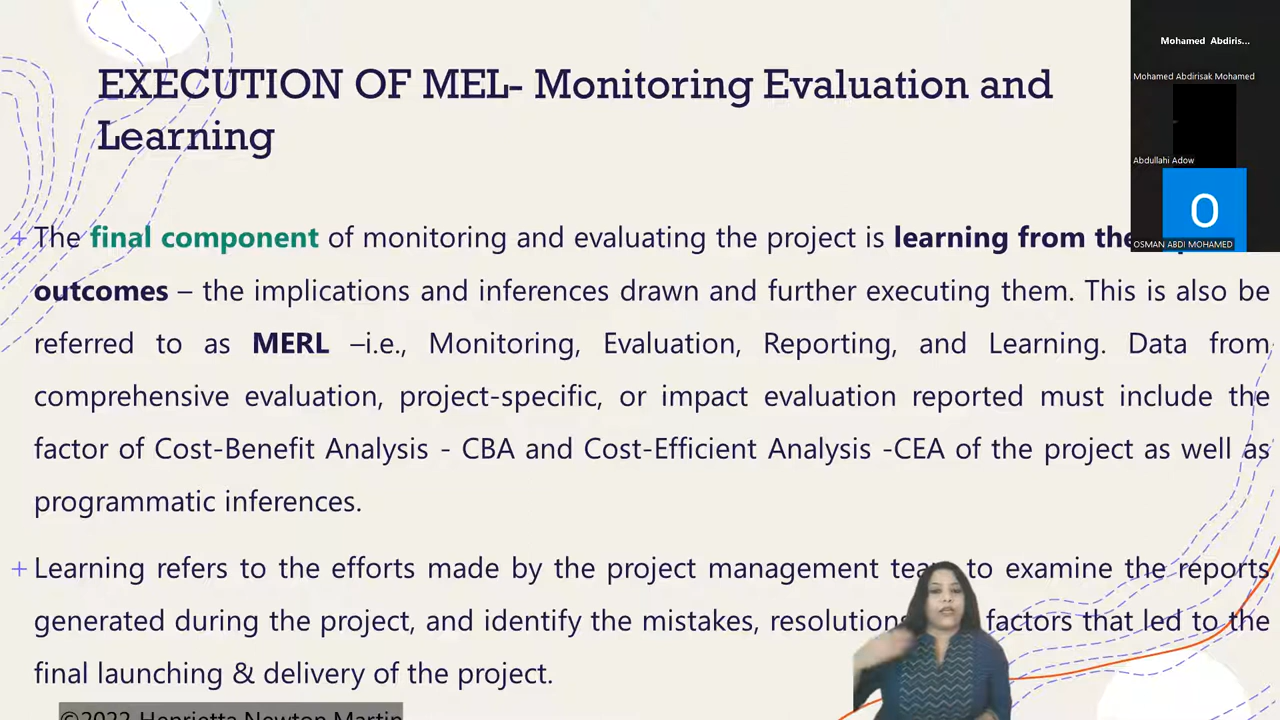 EXECUTION OF MEL- Monitoring Evaluation and
Learning
The final component of monitoring and evaluating the project is learning from the
outcomes – the implications and inferences drawn and further executing them. This is also be
referred to as MERL –i.e., Monitoring, Evaluation, Reporting, and Learning. Data from
comprehensive evaluation, project-specific, or impact evaluation reported must include the
factor of Cost-Benefit Analysis - CBA and Cost-Efficient Analysis -CEA of the project as well as
programmatic inferences.
Learning refers to the efforts made by the project management to examine the reports
generated during the project, and identify the mistakes, resolutions factors that led to the
final launching & delivery of the project.
©2022 Henrietta Newton Martin
Mohamed Abdiris...
Mohamed Abdirisak Mohamed
Abdullahi Adow
O
OSMAN ABDI MOHAMED